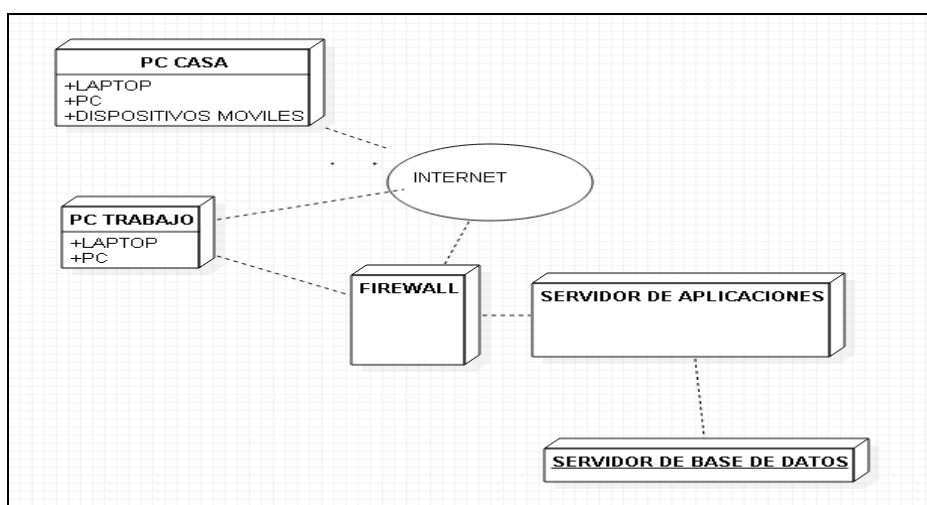 PC CASA
+LAPTOP
+PC
+DISPOSITIVOS MOVILES
INTERNET
PC TRABAJO
+LAPTOP
+PC
FIREWALL
SERVIDOR DE APLICACIONES
SERVIDOR DE BASE DE DATOS